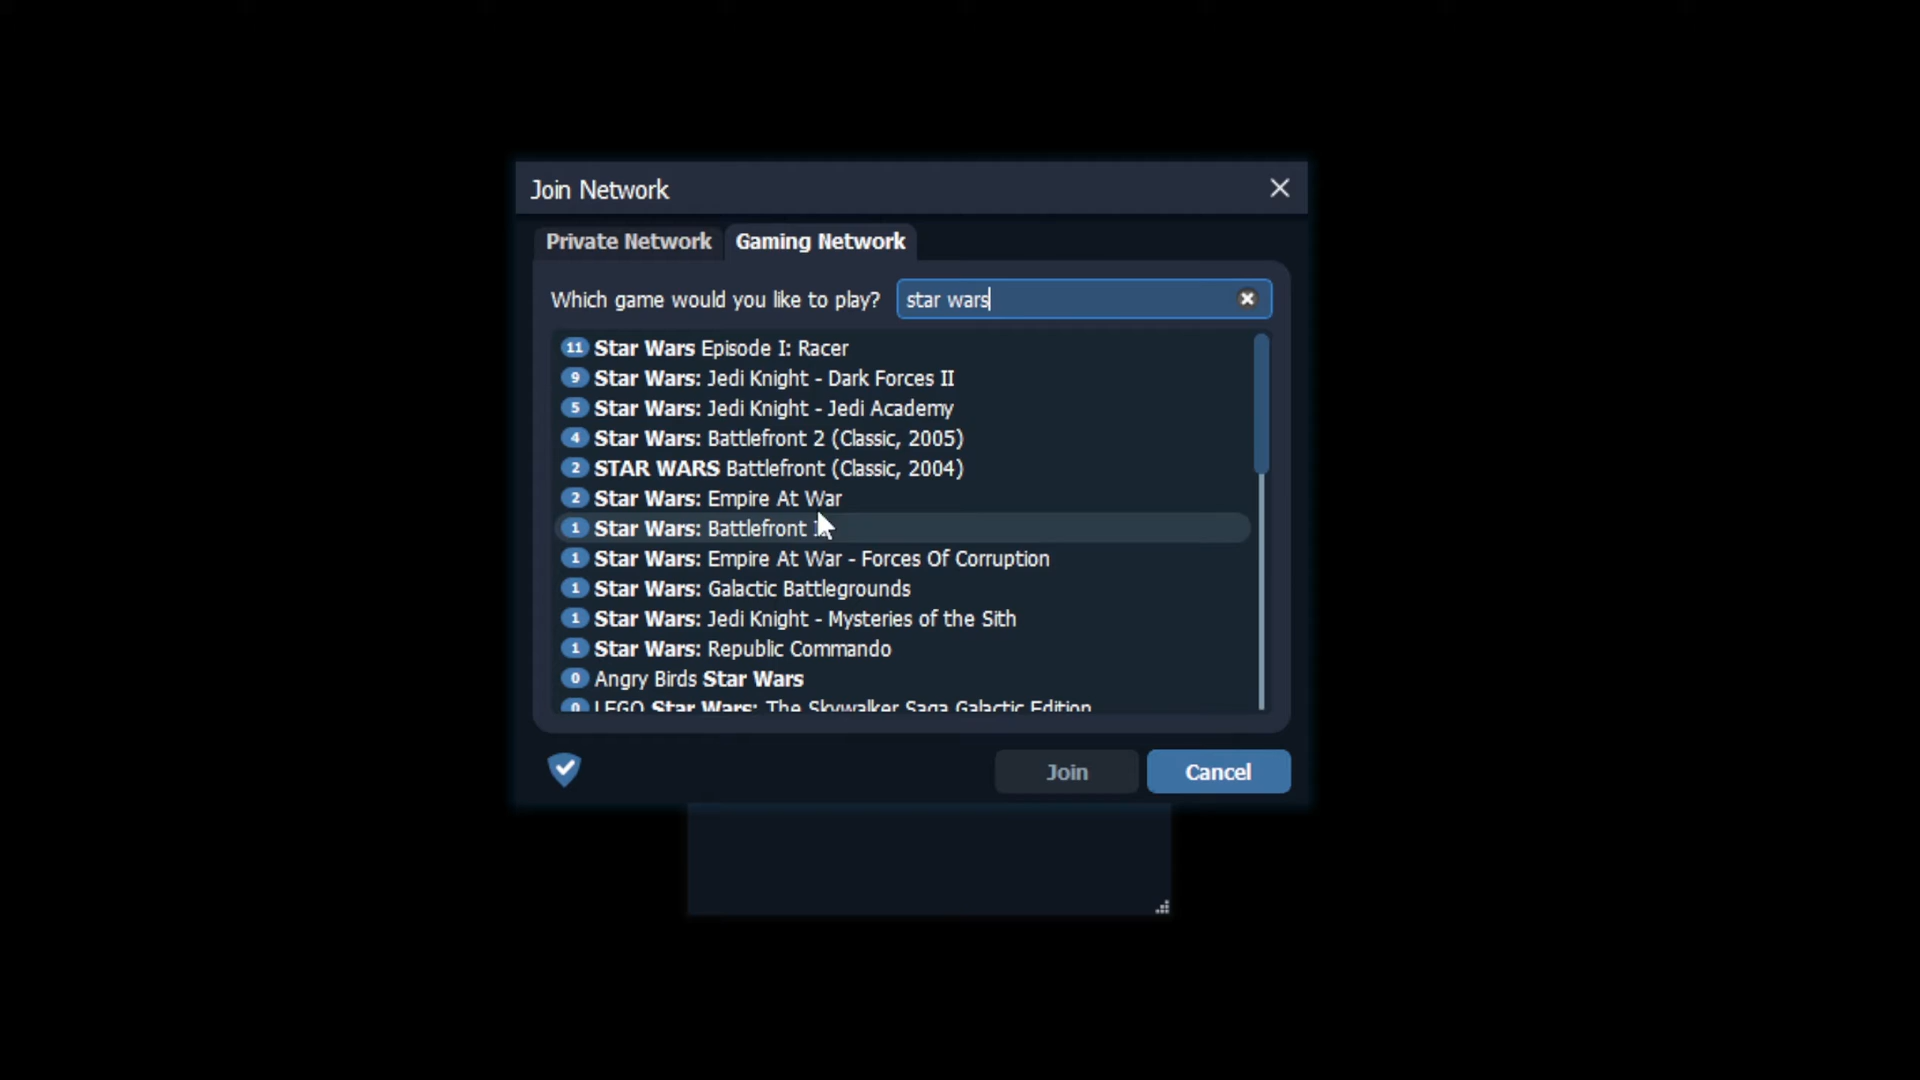 Join Network
Private Network Gaming Network
Which game would you like to play? star wars
11 Star Wars Episode I: Racer
9 Star Wars: Jedi Knight - Dark Forces II
5 Star Wars: Jedi Knight - Jedi Academy
4 Star Wars: Battlefront 2 (Classic, 2005)
2 STAR WARS Battlefront (Classic, 2004)
2 Star Wars: Empire At War
1 Star Wars: Battlefront
1 Star Wars: Empire At War - Forces Of Corruption
1 Star Wars: Galactic Battlegrounds
1 Star Wars: Jedi Knight - Mysteries of the Sith
1 Star Wars: Republic Commando
0 Angry Birds Star Wars
0 LEGO Star Wars: The Skywalker Saga Galactic Edition
Join Cancel